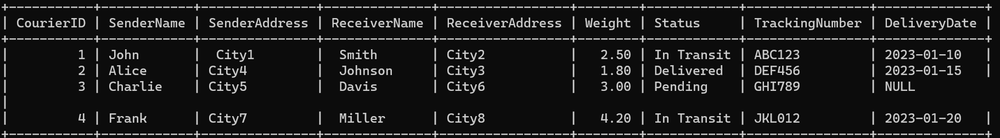 +-----------+------------+---------------+--------------+-----------------+--------+------------+----------------+--------------+
| CourierID | SenderName | SenderAddress | ReceiverName | ReceiverAddress | Weight | Status     | TrackingNumber | DeliveryDate |
+-----------+------------+---------------+--------------+-----------------+--------+------------+----------------+--------------+
|         1 | John       |  City1        |  Smith       | City2           |   2.50 | In Transit | ABC123         | 2023-01-10   |
|         2 | Alice      | City4         |  Johnson     | City3           |   1.80 | Delivered  | DEF456         | 2023-01-15   |
|         3 | Charlie    | City5         |  Davis       | City6           |   3.00 | Pending    | GHI789         | NULL
|
|         4 | Frank      | City7         |  Miller      | City8           |   4.20 | In Transit | JKL012         | 2023-01-20   |
+-----------+------------+---------------+--------------+-----------------+--------+------------+----------------+--------------+